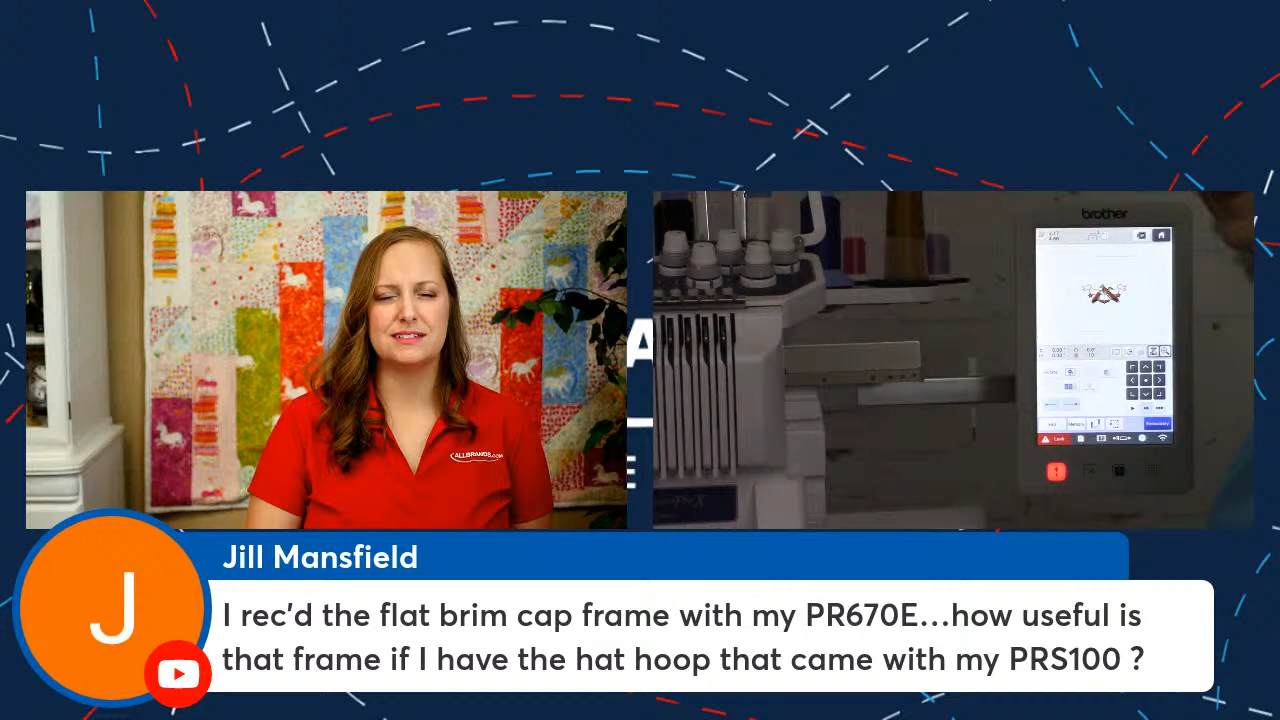 brother
A
E
ALLBRANDS.COM
Lock
Jill Mansfield
I rec'd the flat brim cap frame with my PR670E...how useful is
that frame if I have the hat hoop that came with my PRS100 ?
J